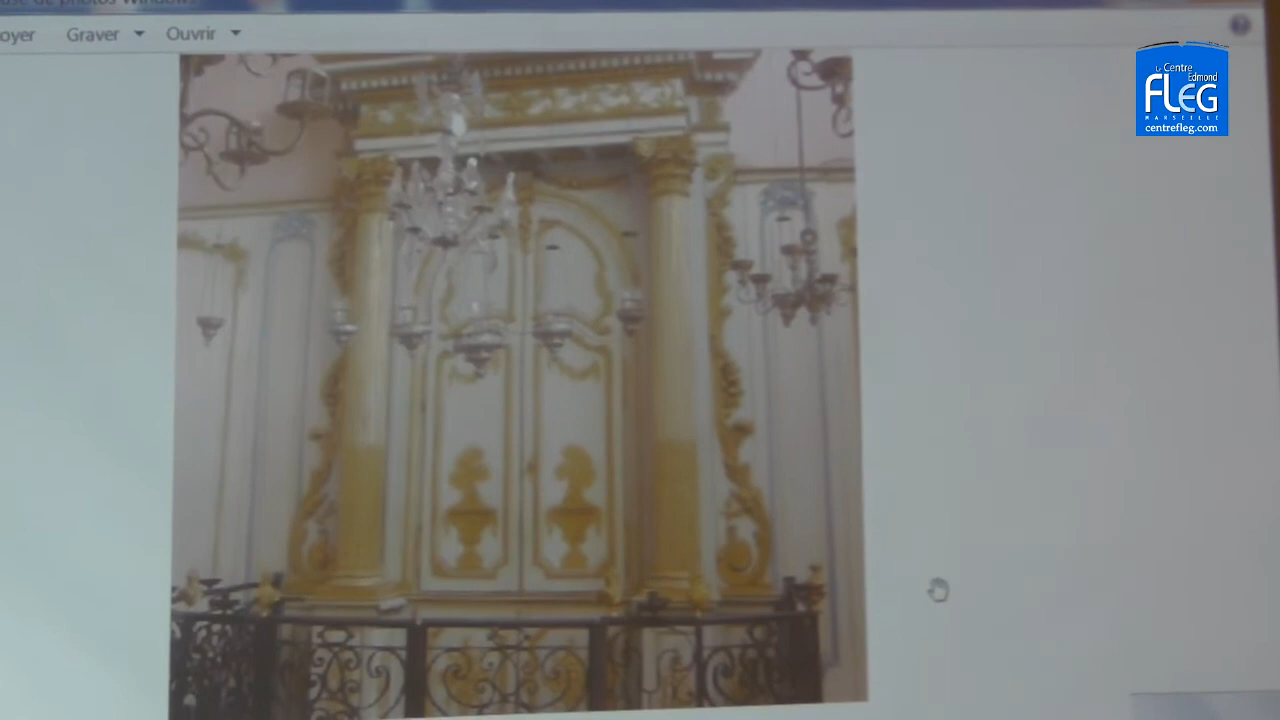 oyer Graver Ouvrir
Le Centre
Edmond
FLEG
MARSEILLE
centrefleg.com